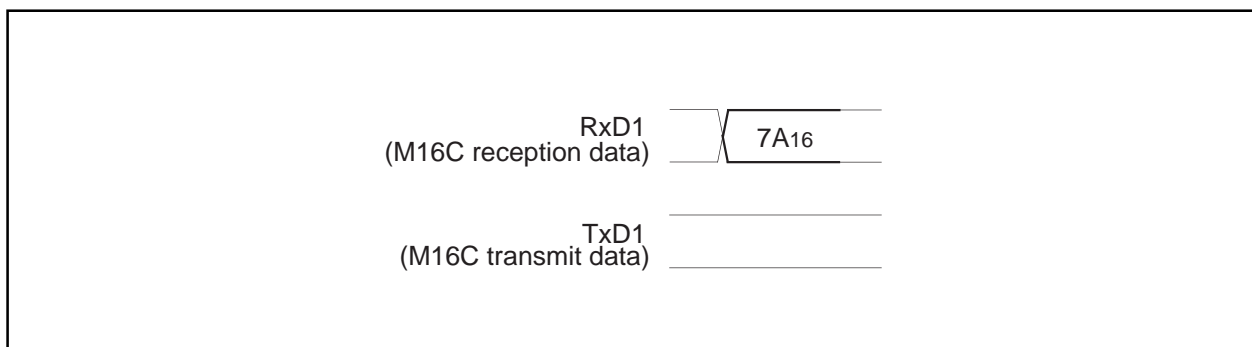 RxD1
(M16C reception data)
7A16
TxD1
(M16C transmit data)